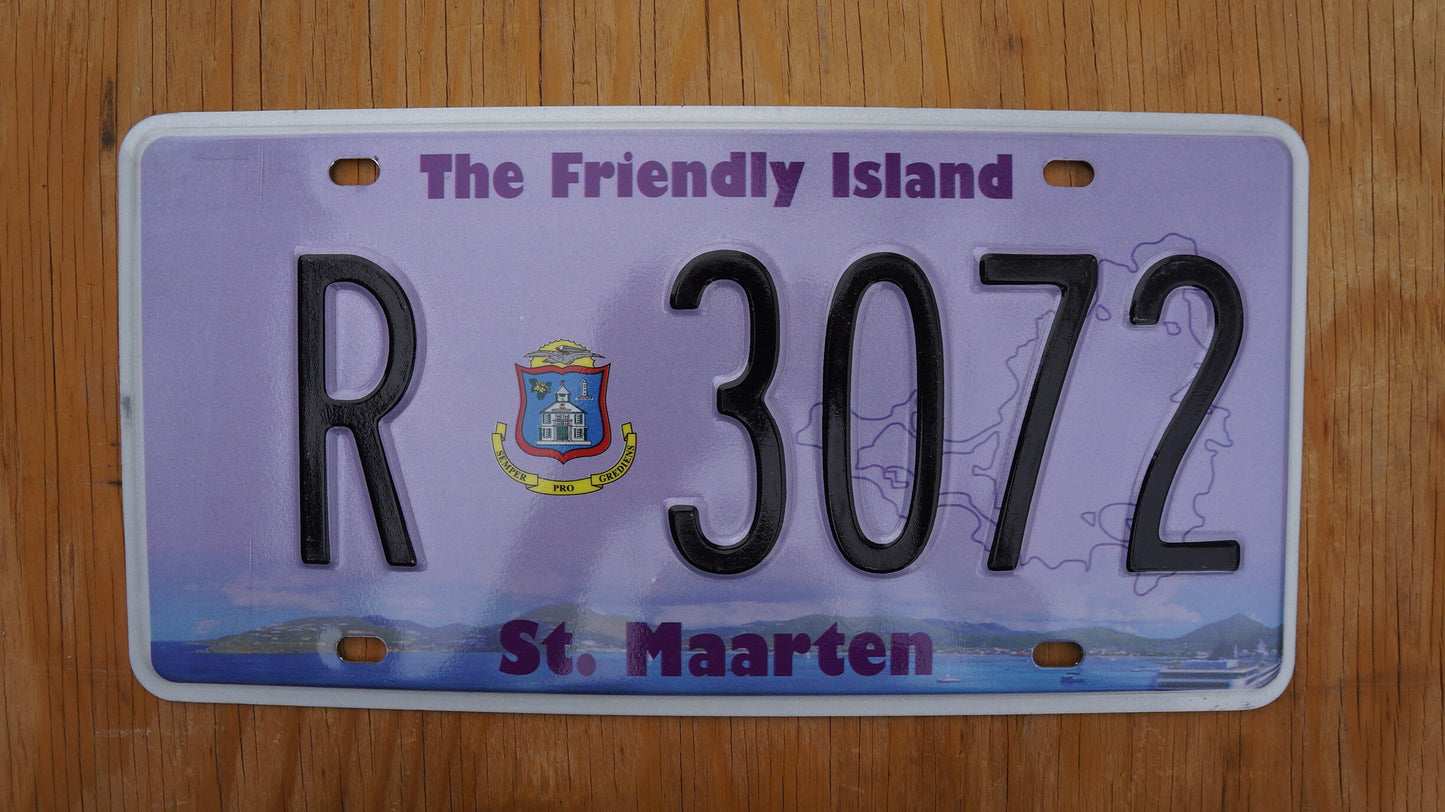 The Friendly Island
R 3072
SEMPER PRO GREDIENS
St. Maarten